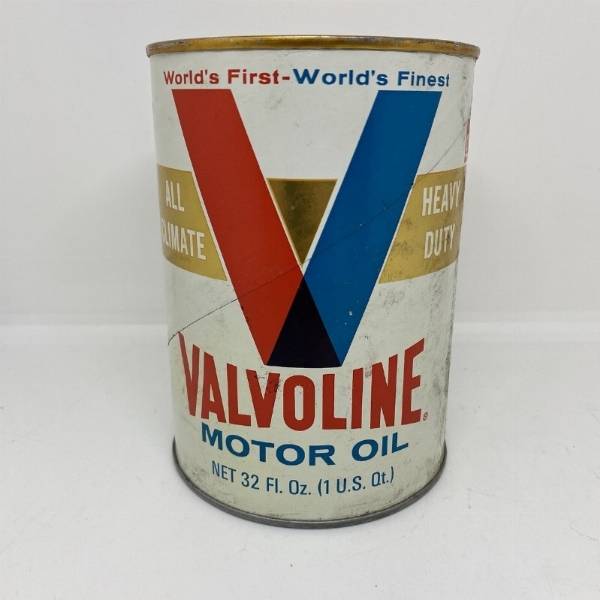 World's First-World's Finest
ALL
CLIMATE
HEAVY
DUTY
VALVOLINE®
MOTOR OIL
NET 32 Fl. Oz. (1 U.S. Qt.)